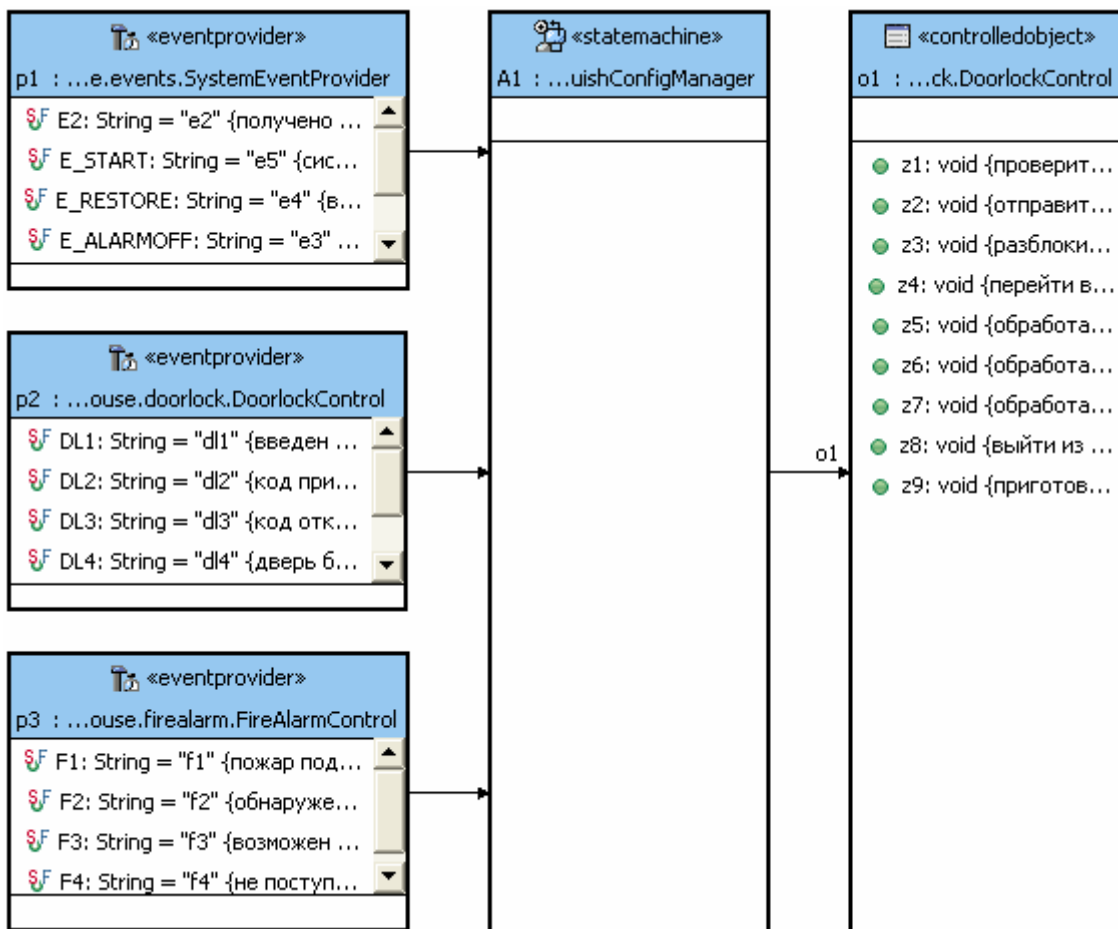 «eventprovider»
p1 : ...e.events.SystemEventProvider
E2: String = "e2" {получено ...
E_START: String = "e5" {сис...
E_RESTORE: String = "e4" {в...
E_ALARMOFF: String = "e3" ...
«eventprovider»
p2 : ...ouse.doorlock.DoorlockControl
DL1: String = "dl1" {введен ...
DL2: String = "dl2" {код при...
DL3: String = "dl3" {код отк...
DL4: String = "dl4" {дверь б...
«eventprovider»
p3 : ...ouse.firealarm.FireAlarmControl
F1: String = "f1" {пожар под...
F2: String = "f2" {обнаруже...
F3: String = "f3" {возможен ...
F4: String = "f4" {не поступ...
«statemachine»
A1 : ...uishConfigManager
o1
«controlledobject»
o1 : ...ck.DoorlockControl
z1: void {проверит...
z2: void {отправит...
z3: void {разблоки...
z4: void {перейти в...
z5: void {обработа...
z6: void {обработа...
z7: void {обработа...
z8: void {выйти из ...
z9: void {приготов...